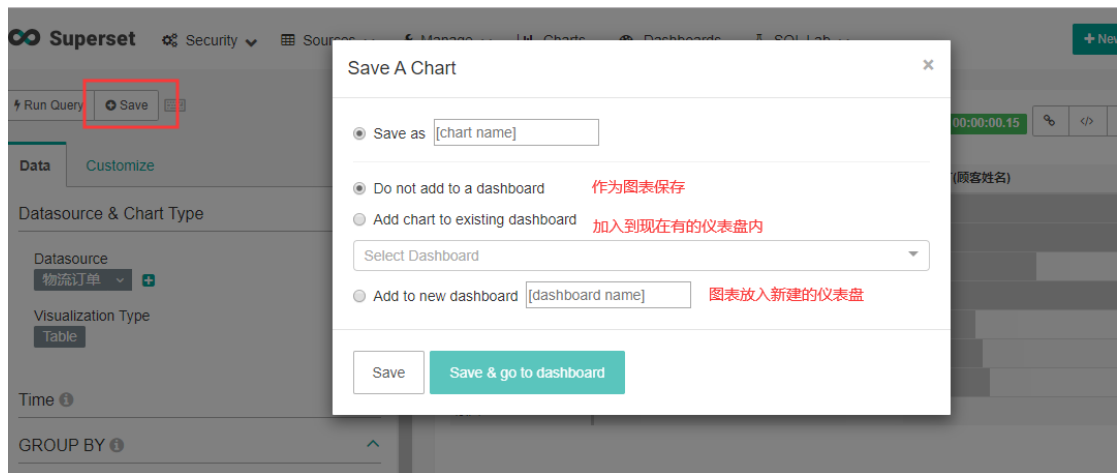 Superset
Security
Sources
Manage
Charts
Dashboards
SQL Lab
New
Save A Chart
×
Run Query
Save
Save as [chart name]
00:00:00.15
</>
Data
Customize
Do not add to a dashboard
作为图表保存
(顾客姓名)
Datasource & Chart Type
Add chart to existing dashboard
加入到现在有的仪表盘内
Select Dashboard
Datasource
物流订单
Add to new dashboard [dashboard name]
图表放入新建的仪表盘
Visualization Type
Table
Save
Save & go to dashboard
Time
GROUP BY